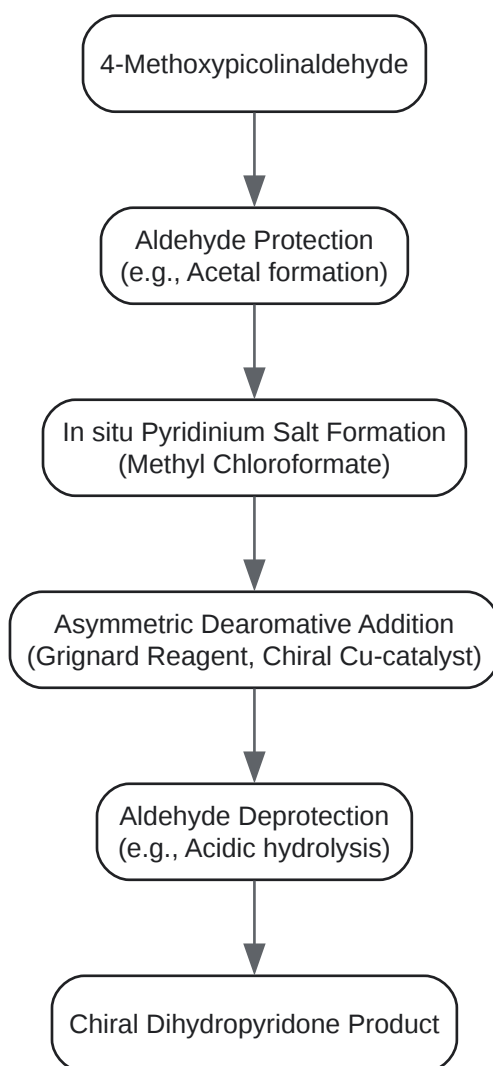 4-Methoxypicolinaldehyde
Aldehyde Protection
(e.g., Acetal formation)
In situ Pyridinium Salt Formation
(Methyl Chloroformate)
Asymmetric Dearomative Addition
(Grignard Reagent, Chiral Cu-catalyst)
Aldehyde Deprotection
(e.g., Acidic hydrolysis)
Chiral Dihydropyridone Product